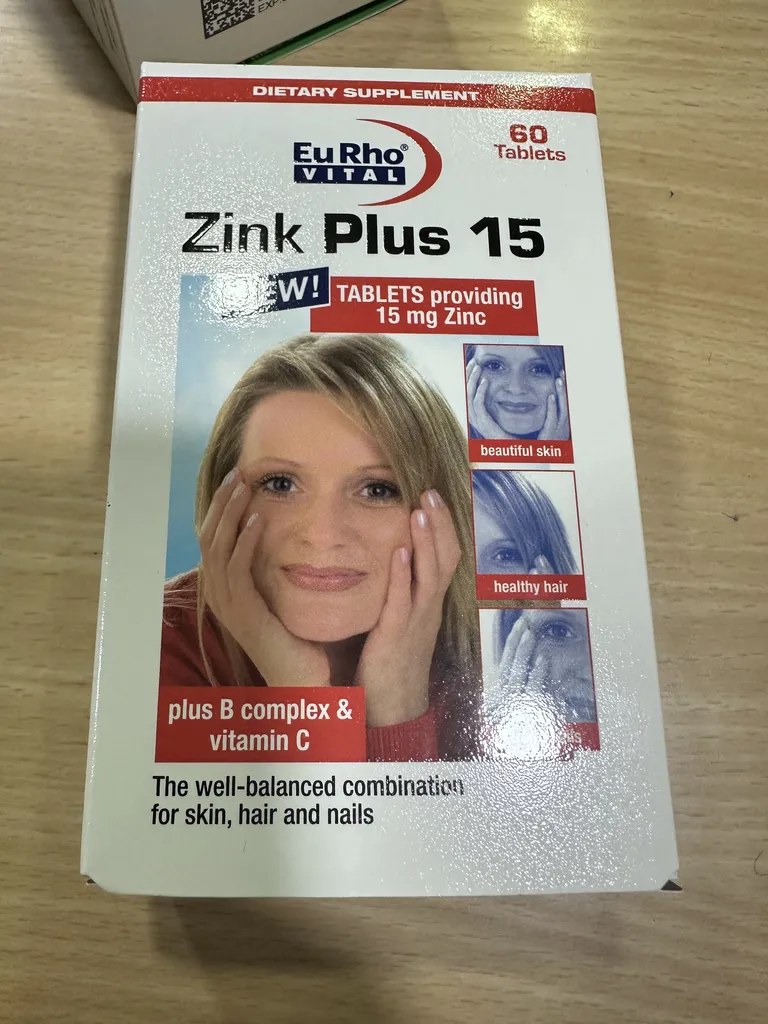 EXP.
DIETARY SUPPLEMENT
60
Tablets
EuRho®
VITAL
Zink Plus 15
TABLETS providing
15 mg Zinc
beautiful skin
healthy hair
plus B complex &
vitamin C
The well-balanced combination
for skin, hair and nails